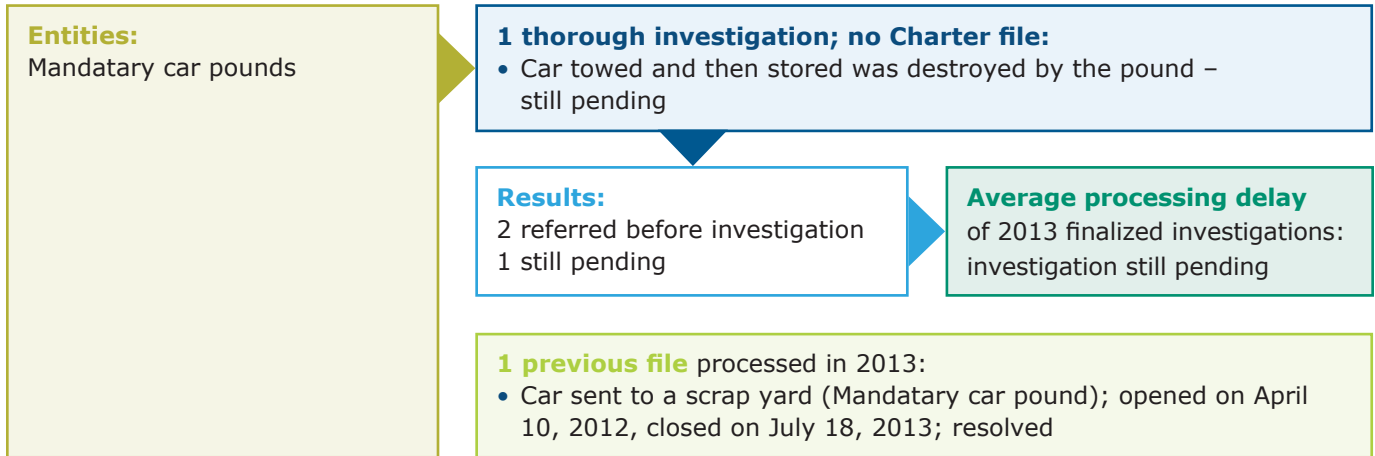 Entities:
Mandatary car pounds
1 thorough investigation; no Charter file:
• Car towed and then stored was destroyed by the pound –
still pending
Results:
2 referred before investigation
1 still pending
Average processing delay
of 2013 finalized investigations:
investigation still pending
1 previous file processed in 2013:
• Car sent to a scrap yard (Mandatary car pound); opened on April
10, 2012, closed on July 18, 2013; resolved